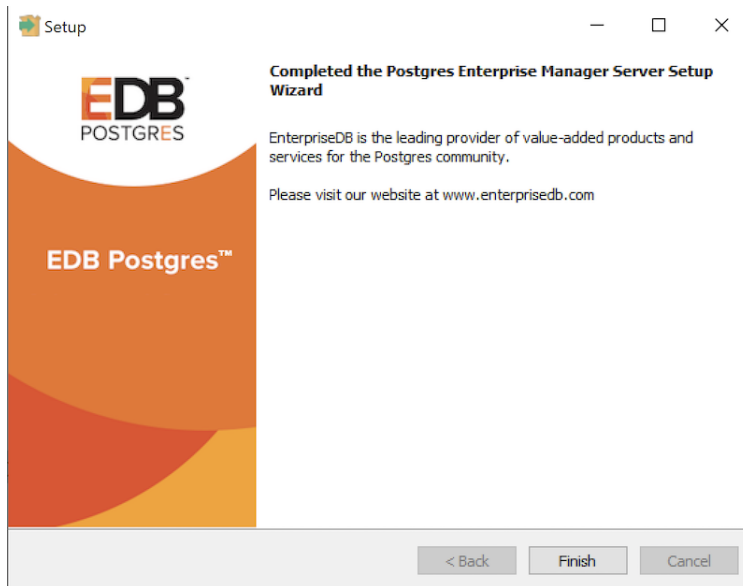 Setup
EDB
POSTGRES
EDB Postgres™
Completed the Postgres Enterprise Manager Server Setup
Wizard
EnterpriseDB is the leading provider of value-added products and
services for the Postgres community.
Please visit our website at www.enterprisedb.com
< Back
Finish
Cancel